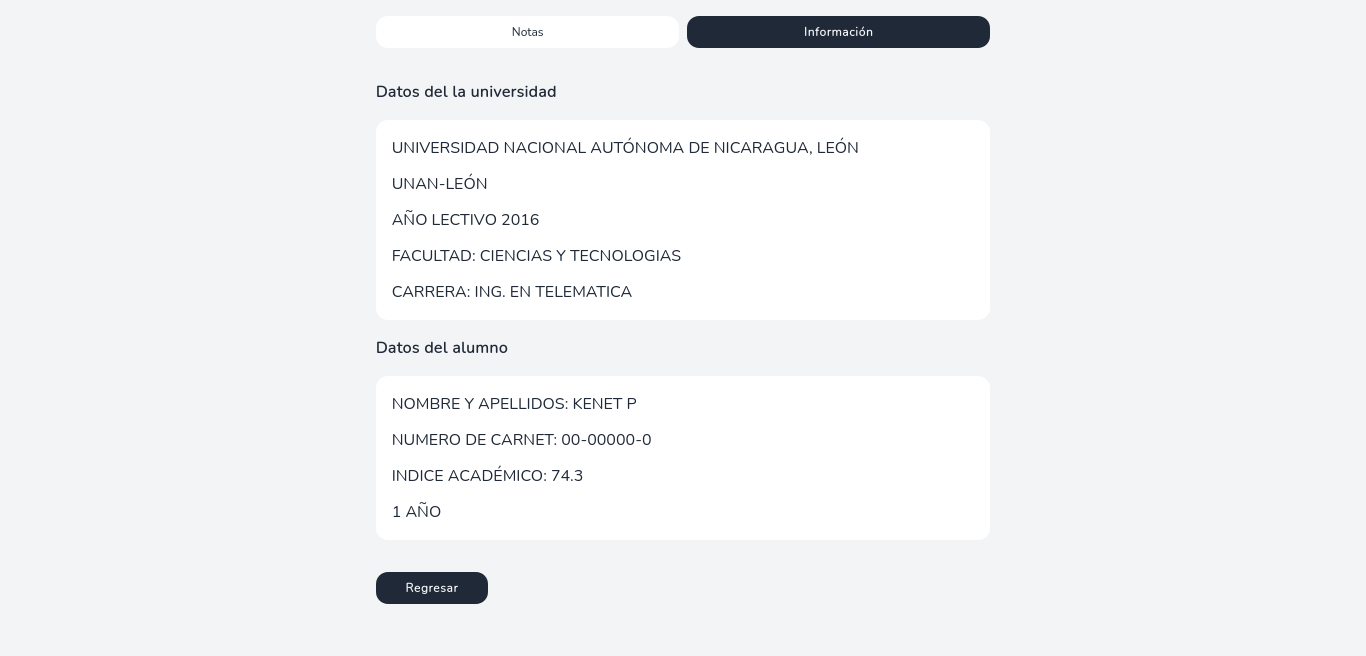 Notas
Información
Datos del la universidad
UNIVERSIDAD NACIONAL AUTÓNOMA DE NICARAGUA, LEÓN
UNAN-LEÓN
AÑO LECTIVO 2016
FACULTAD: CIENCIAS Y TECNOLOGIAS
CARRERA: ING. EN TELEMATICA
Datos del alumno
NOMBRE Y APELLIDOS: KENET P
NUMERO DE CARNET: 00-00000-0
INDICE ACADÉMICO: 74.3
1 AÑO
Regresar